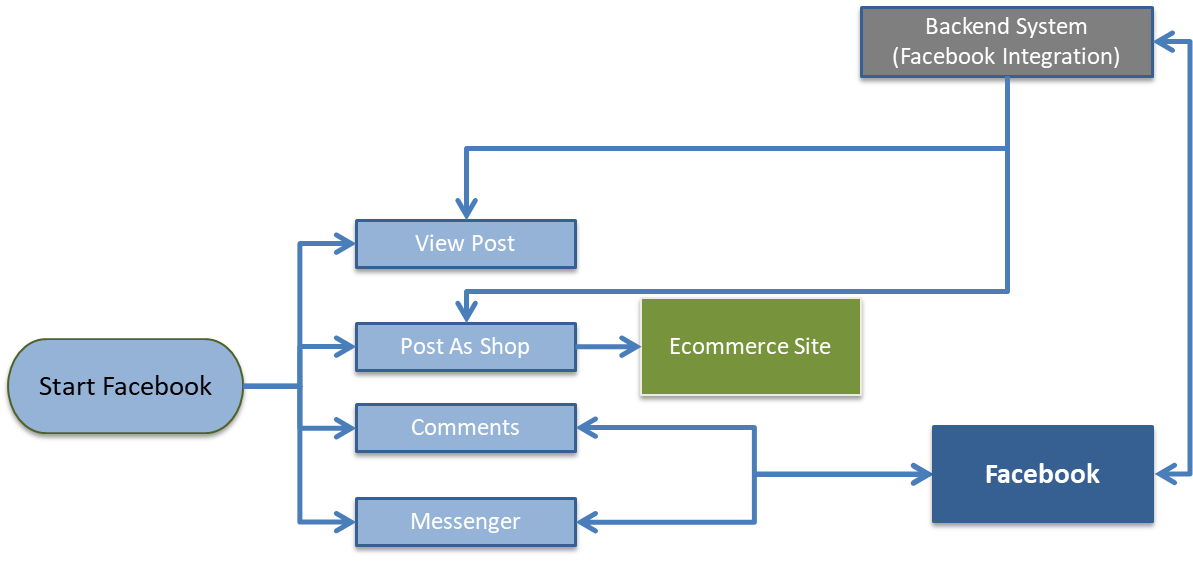 Backend System
(Facebook Integration)
View Post
Post As Shop
Ecommerce Site
Start Facebook
Comments
Facebook
Messenger